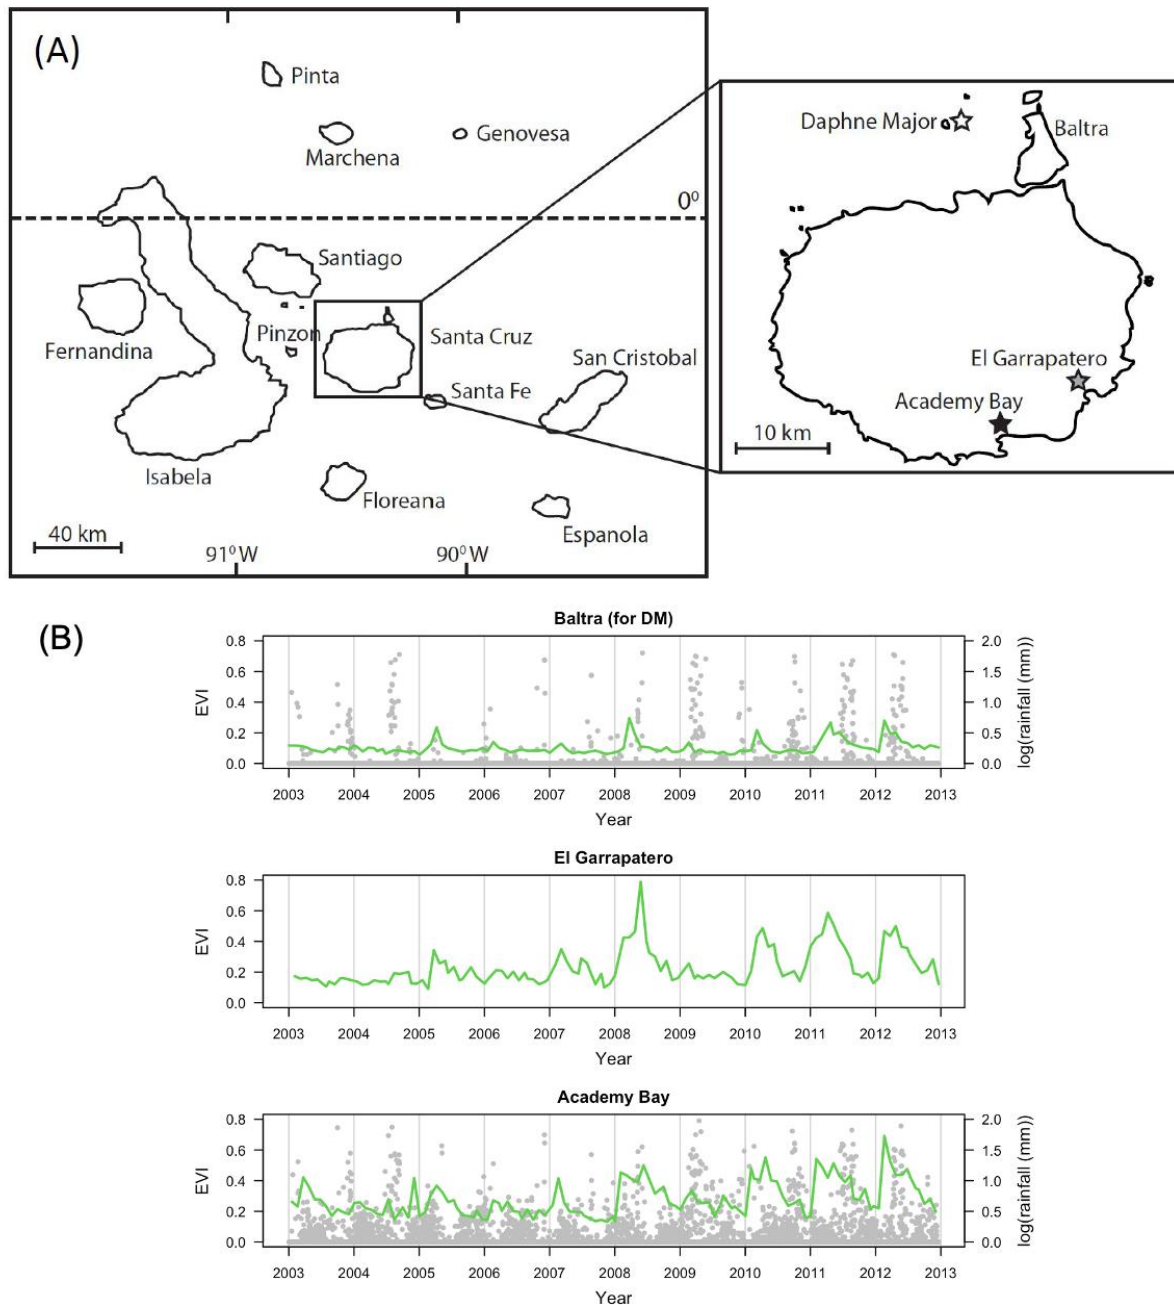 (A)
Pinta
Marchena
Genovesa
0⁰
Santiago
Fernandina
Pinzon
Santa Cruz
San Cristobal
Santa Fe
Isabela
Floreana
Espanola
40 km
91⁰W
90⁰W
Daphne Major
Baltra
El Garrapatero
Academy Bay
10 km
(B)
Baltra (for DM)
EVI
0.8
0.6
0.4
0.2
0.0
2.0
1.5
1.0
0.5
0.0
log(rainfall (mm))
2003 2004 2005 2006 2007 2008 2009 2010 2011 2012 2013
Year
El Garrapatero
EVI
0.8
0.6
0.4
0.2
0.0
2003 2004 2005 2006 2007 2008 2009 2010 2011 2012 2013
Year
Academy Bay
EVI
0.8
0.6
0.4
0.2
0.0
2.0
1.5
1.0
0.5
0.0
log(rainfall (mm))
2003 2004 2005 2006 2007 2008 2009 2010 2011 2012 2013
Year